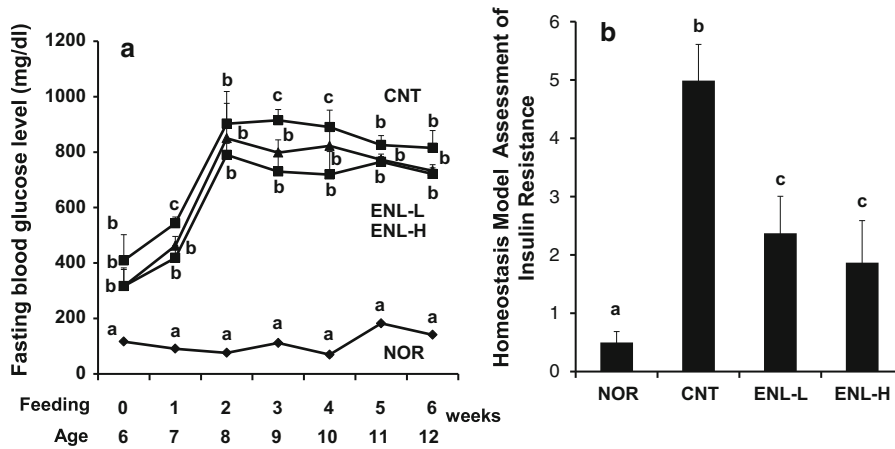 a
Fasting blood glucose level (mg/dl)
1200
1000
800
600
400
200
0
b c b b b
CNT
b b b b b
b b b b b
b c
b b
b b
ENL-L
ENL-H
a a a a a a a
NOR
Feeding 0 1 2 3 4 5 6 weeks
Age 6 7 8 9 10 11 12
b
Homeostasis Model Assessment of
Insulin Resistance
6
5
4
3
2
1
0
a b c c
NOR CNT ENL-L ENL-H